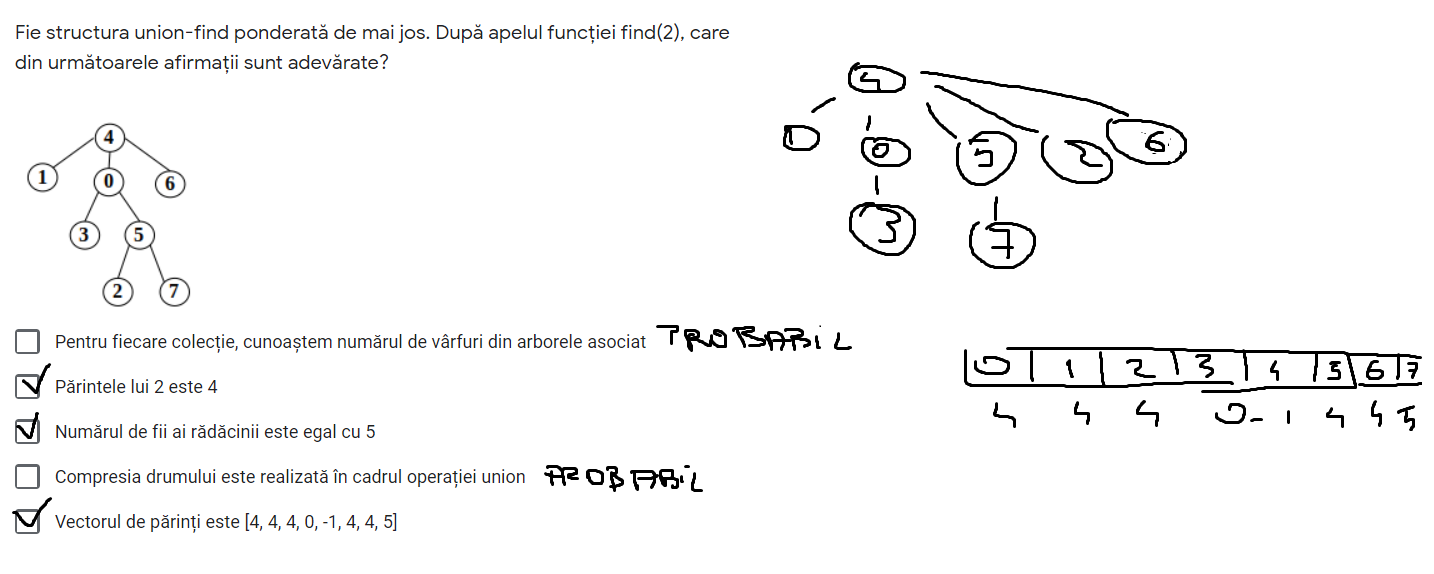 Fie structura union-find ponderată de mai jos. După apelul funcției find(2), care
din următoarele afirmații sunt adevărate?
4
1 0 6
3 5
2 7
4
1 0 5 2 6
3 7
Pentru fiecare colecție, cunoaștem numărul de vârfuri din arborele asociat PROBABIL
Părintele lui 2 este 4
Numărul de fii ai rădăcinii este egal cu 5
Compresia drumului este realizată în cadrul operației union PROBABIL
Vectorul de părinți este [4, 4, 4, 0, -1, 4, 4, 5]
0 1 2 3 4 5 6 7
4 4 4 0 -1 4 4 5